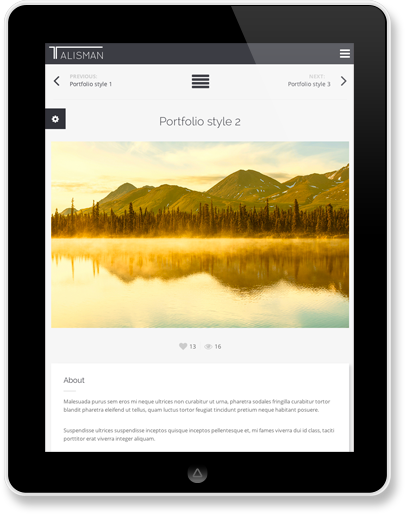 TALISMAN
PREVIOUS:
Portfolio style 1
NEXT:
Portfolio style 3
Portfolio style 2
13 16
About
Malesuada purus sem eros mi neque ultrices non curabitur ut urna, pharetra sodales fringilla curabitur tortor
blandit pharetra eleifend ut tellus, quam luctus tortor feugiat tincidunt pretium neque habitant posuere.
Suspendisse ultrices suspendisse inceptos quisque inceptos pellentesque et, mi fames viverra dui id class, taciti
porttitor erat viverra integer aliquam.